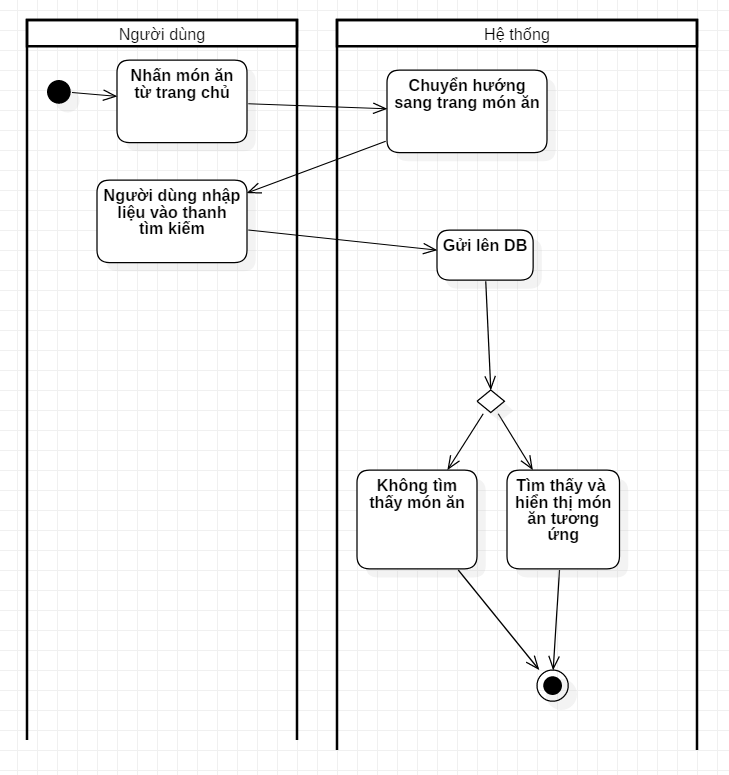 Người dùng
Hệ thống
Nhấn món ăn
từ trang chủ
Chuyển hướng
sang trang món ăn
Người dùng nhập
liệu vào thanh
tìm kiếm
Gửi lên DB
Không tìm
thấy món ăn
Tìm thấy và
hiển thị món
ăn tương
ứng